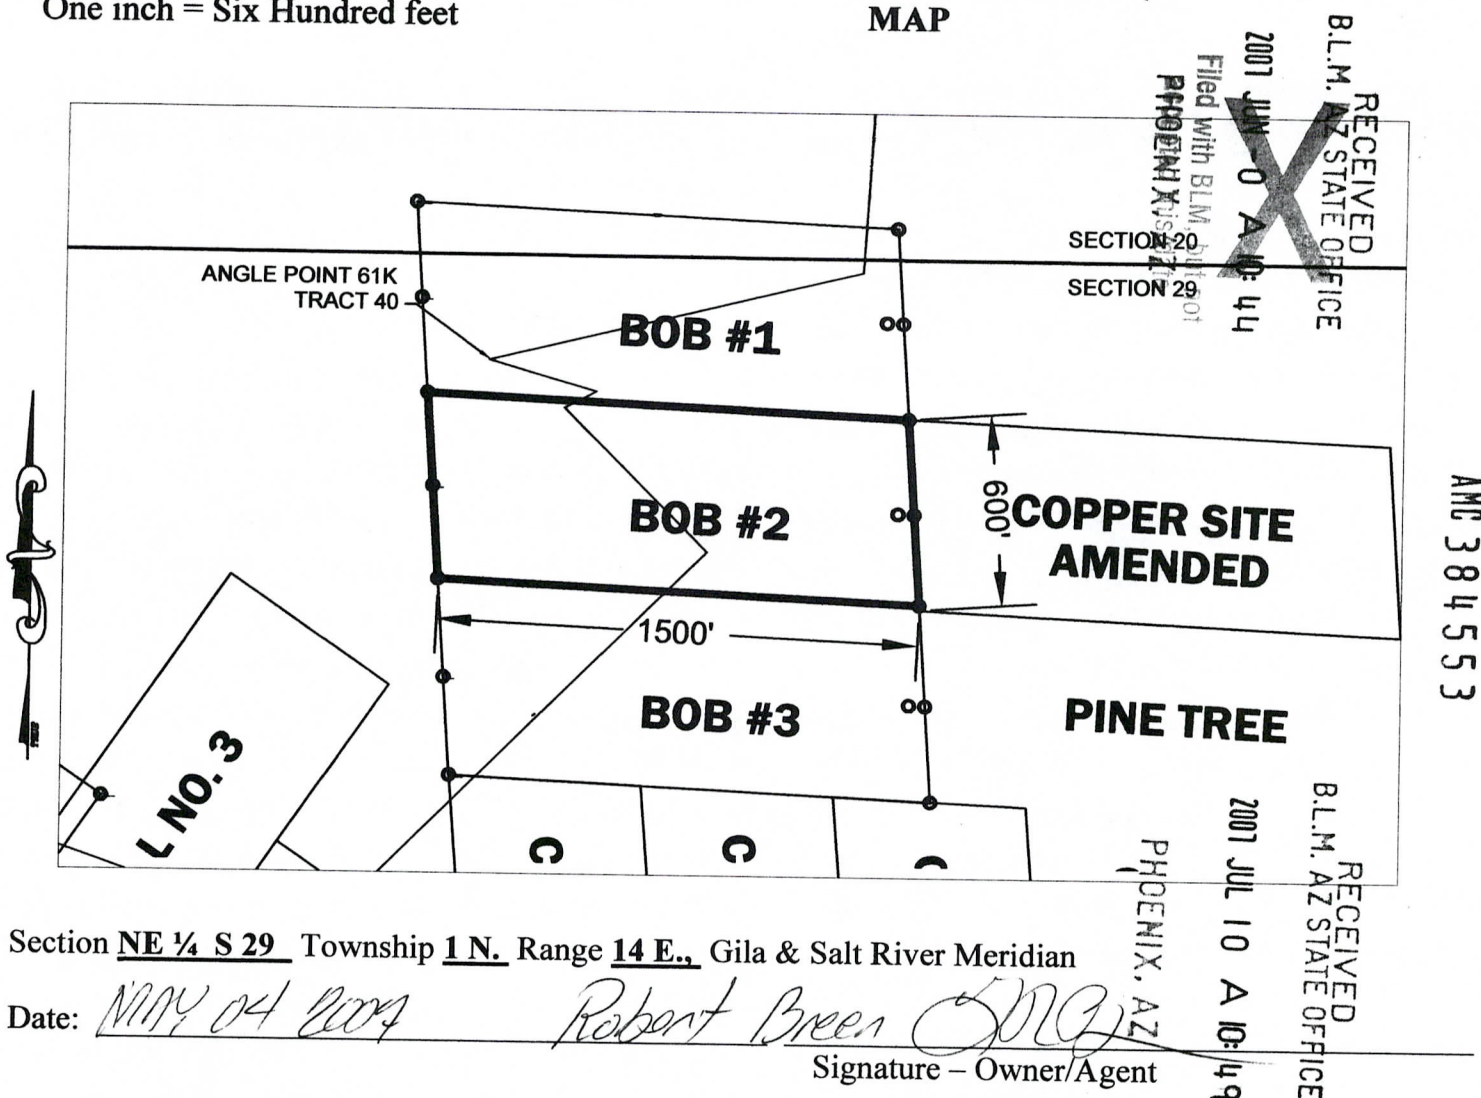 One inch = Six Hundred feet
MAP
RECEIVED
B.L.M. AZ STATE OFFICE
2007 JUN -0 A 10: 44
Filed with BLM, but not
PHOENIX,
X
SECTION 20
SECTION 29
ANGLE POINT 61K
TRACT 40
BOB #1
BOB #2
600'
COPPER SITE
AMENDED
1500'
BOB #3
PINE TREE
L NO. 3
C
C
AMC 384553
RECEIVED
B.L.M. AZ STATE OFFICE
2007 JUL 10 A 10: 49
PHOENIX, AZ
Section NE ¼ S 29 Township 1 N. Range 14 E., Gila & Salt River Meridian
Date: MAY 04 2007 Robert Breen
Signature – Owner/Agent